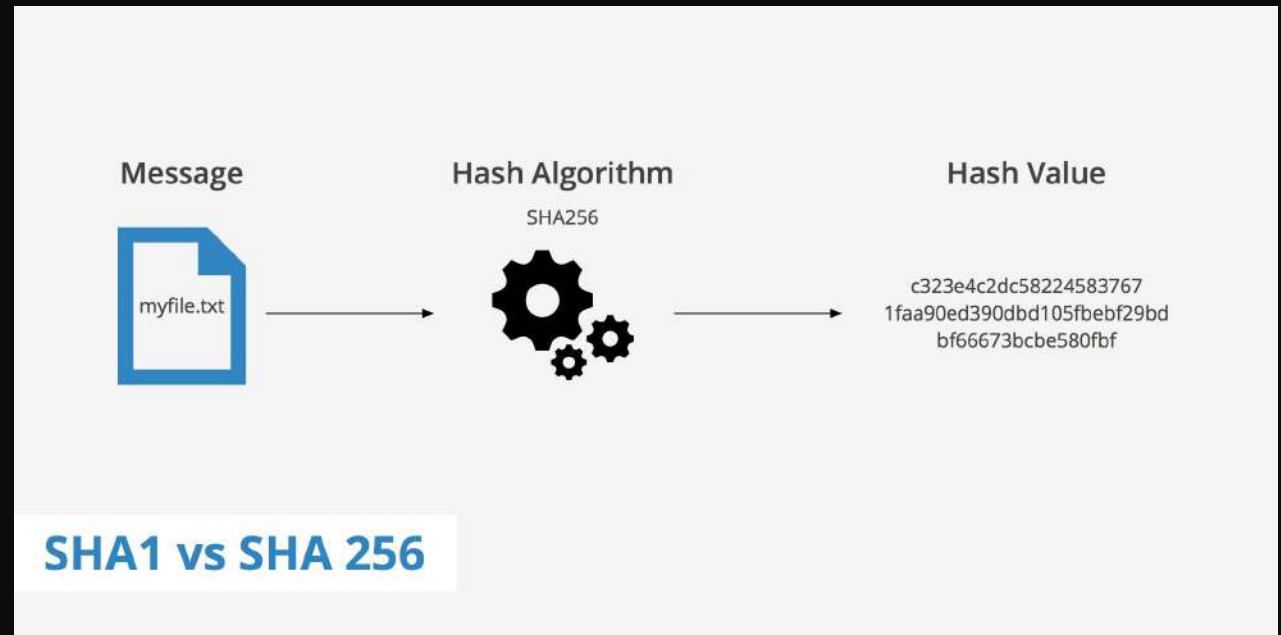 Message
Hash Algorithm
Hash Value
SHA256
myfile.txt
c323e4c2dc58224583767
1faa90ed390dbd105fbebf29bd
bf66673bcbe580fbf
SHA1 vs SHA 256